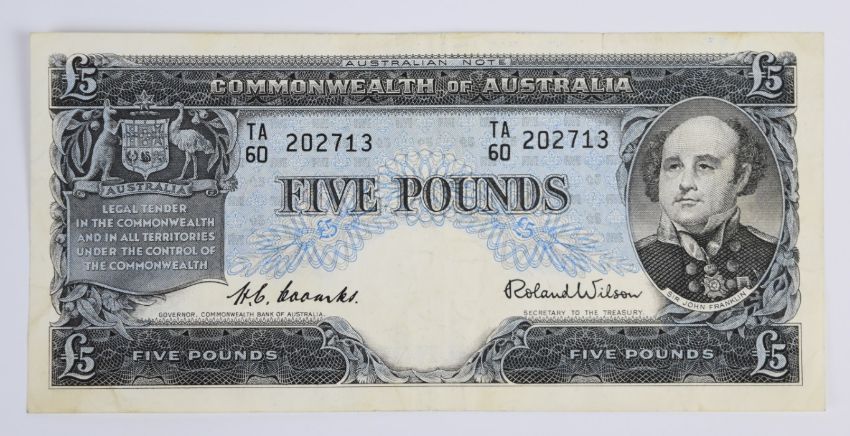 AUSTRALIAN NOTE
£5 COMMONWEALTH OF AUSTRALIA £5
TA 60 202713
TA 60 202713
FIVE POUNDS
AUSTRALIA
LEGAL TENDER
IN THE COMMONWEALTH
AND IN ALL TERRITORIES
UNDER THE CONTROL OF
THE COMMONWEALTH
£5 £5
H.C. Coombs.
GOVERNOR, COMMONWEALTH BANK OF AUSTRALIA.
Roland Wilson
SECRETARY TO THE TREASURY.
SIR JOHN FRANKLIN
£5 FIVE POUNDS FIVE POUNDS £5